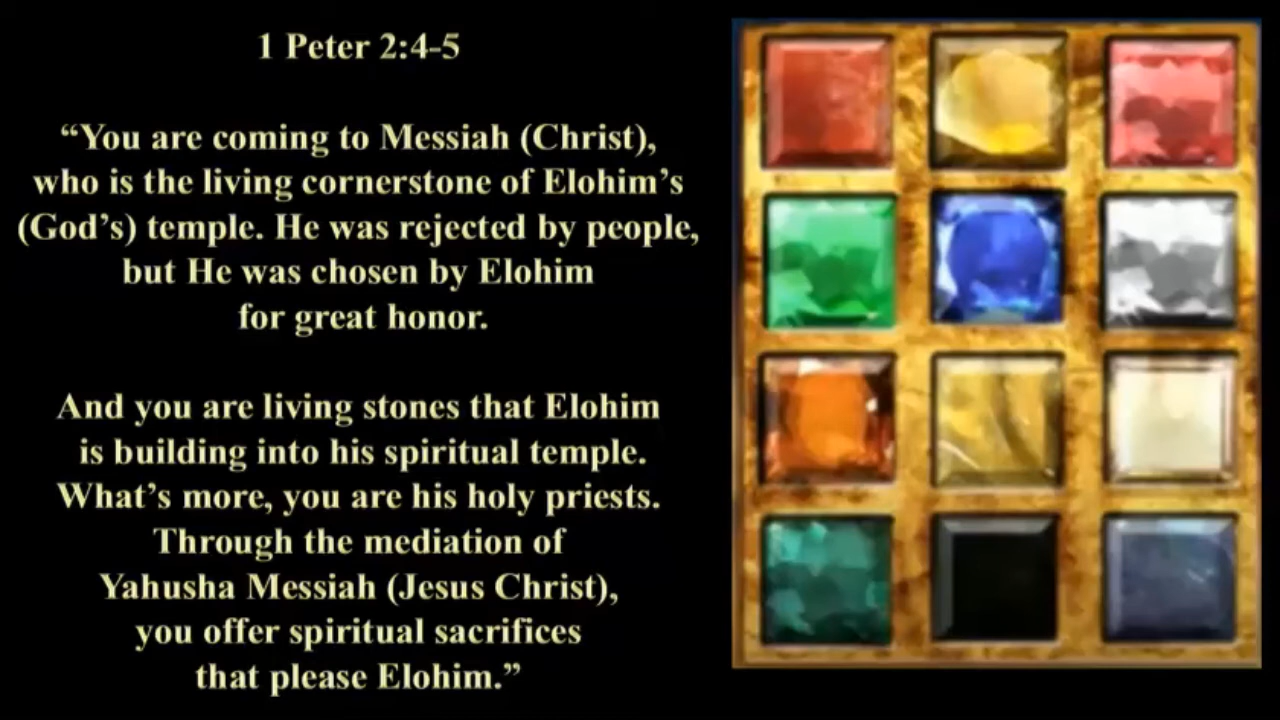 1 Peter 2:4-5
“You are coming to Messiah (Christ),
who is the living cornerstone of Elohim’s
(God’s) temple. He was rejected by people,
but He was chosen by Elohim
for great honor.
And you are living stones that Elohim
is building into his spiritual temple.
What’s more, you are his holy priests.
Through the mediation of
Yahusha Messiah (Jesus Christ),
you offer spiritual sacrifices
that please Elohim.”